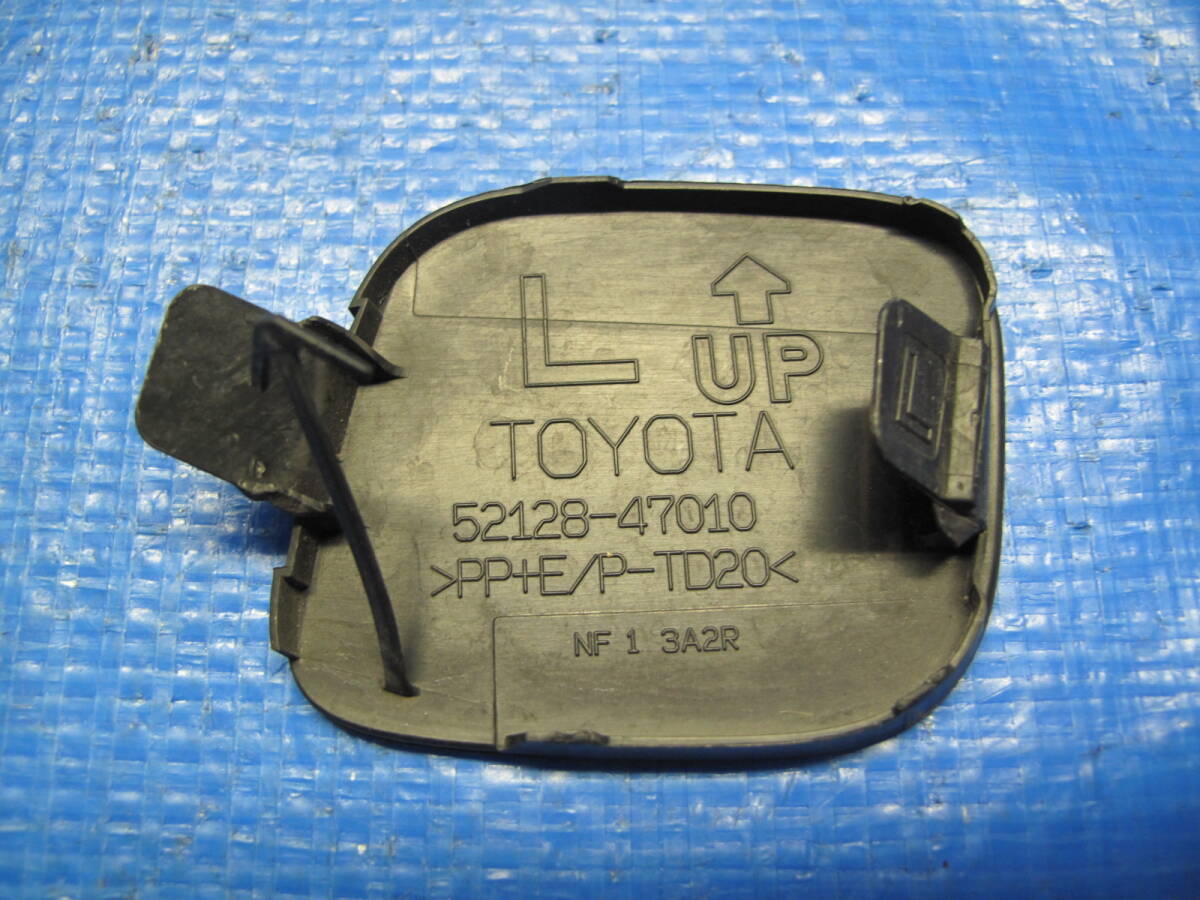 L
UP
TOYOTA
52128-47010
>PP+E/P-TD20<
NF 1 3A2R